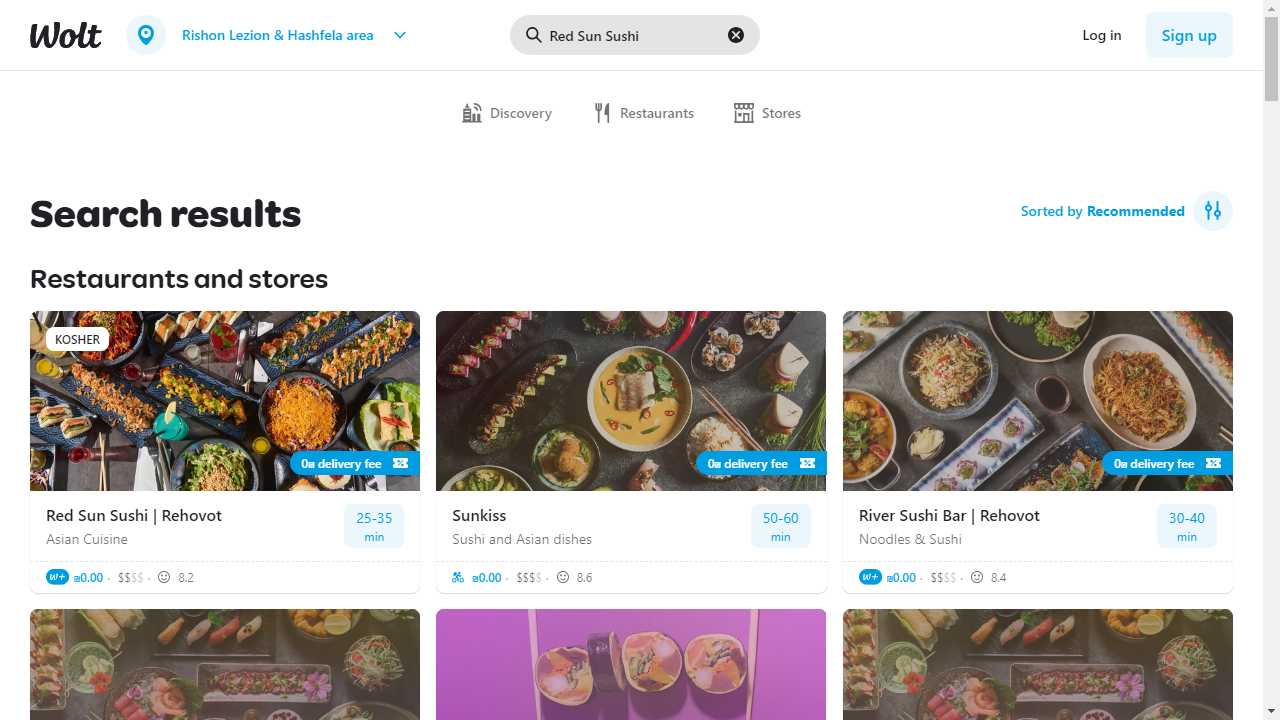 Wolt
Rishon Lezion & Hashfela area
Red Sun Sushi
Log in
Sign up
Discovery
Restaurants
Stores
Search results
Sorted by Recommended
Restaurants and stores
KOSHER
0₪ delivery fee
0₪ delivery fee
0₪ delivery fee
Red Sun Sushi | Rehovot
Asian Cuisine
25-35
min
W+ ₪0.00 · $$$$ · 8.2
Sunkiss
Sushi and Asian dishes
50-60
min
₪0.00 · $$$$ · 8.6
River Sushi Bar | Rehovot
Noodles & Sushi
30-40
min
W+ ₪0.00 · $$$$ · 8.4